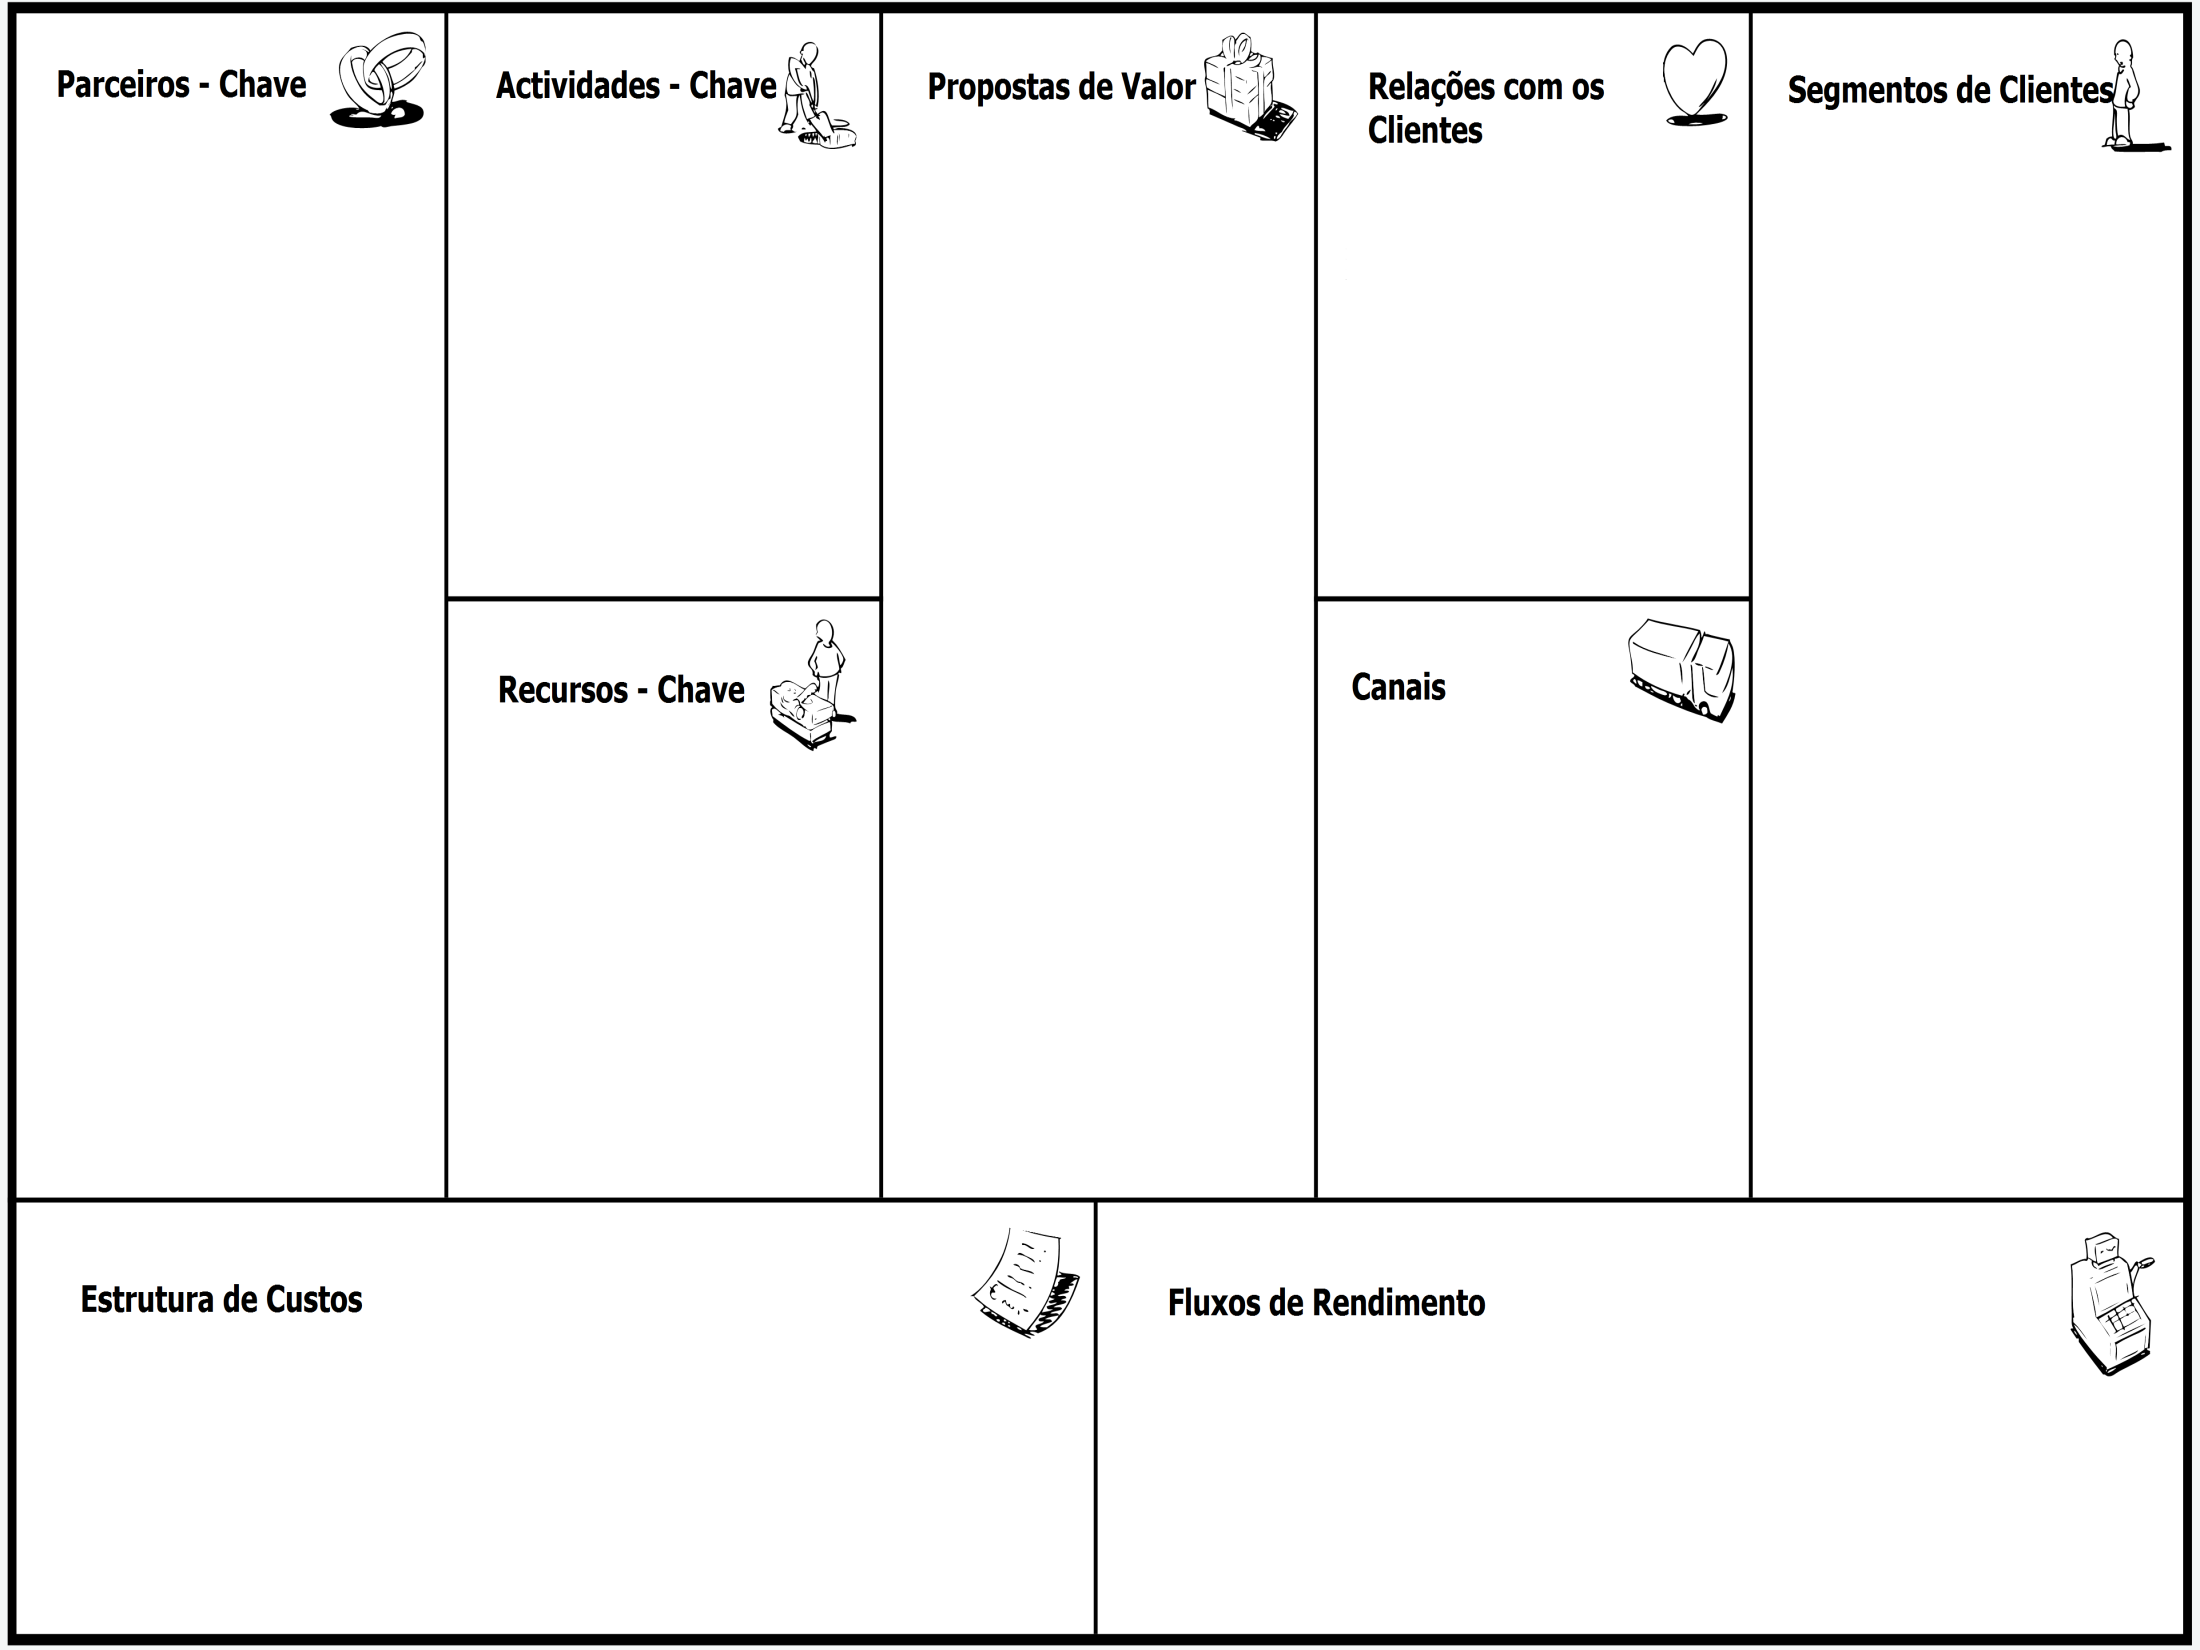 Parceiros - Chave
Actividades - Chave
Propostas de Valor
Relações com os
Clientes
Segmentos de Clientes
Recursos - Chave
Canais
Estrutura de Custos
Fluxos de Rendimento